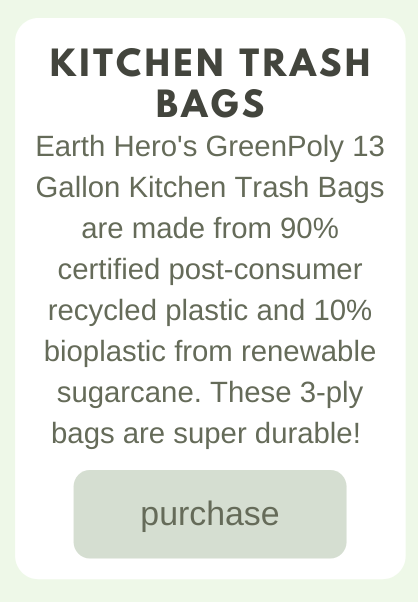 KITCHEN TRASH
BAGS
Earth Hero's GreenPoly 13
Gallon Kitchen Trash Bags
are made from 90%
certified post-consumer
recycled plastic and 10%
bioplastic from renewable
sugarcane. These 3-ply
bags are super durable!
purchase